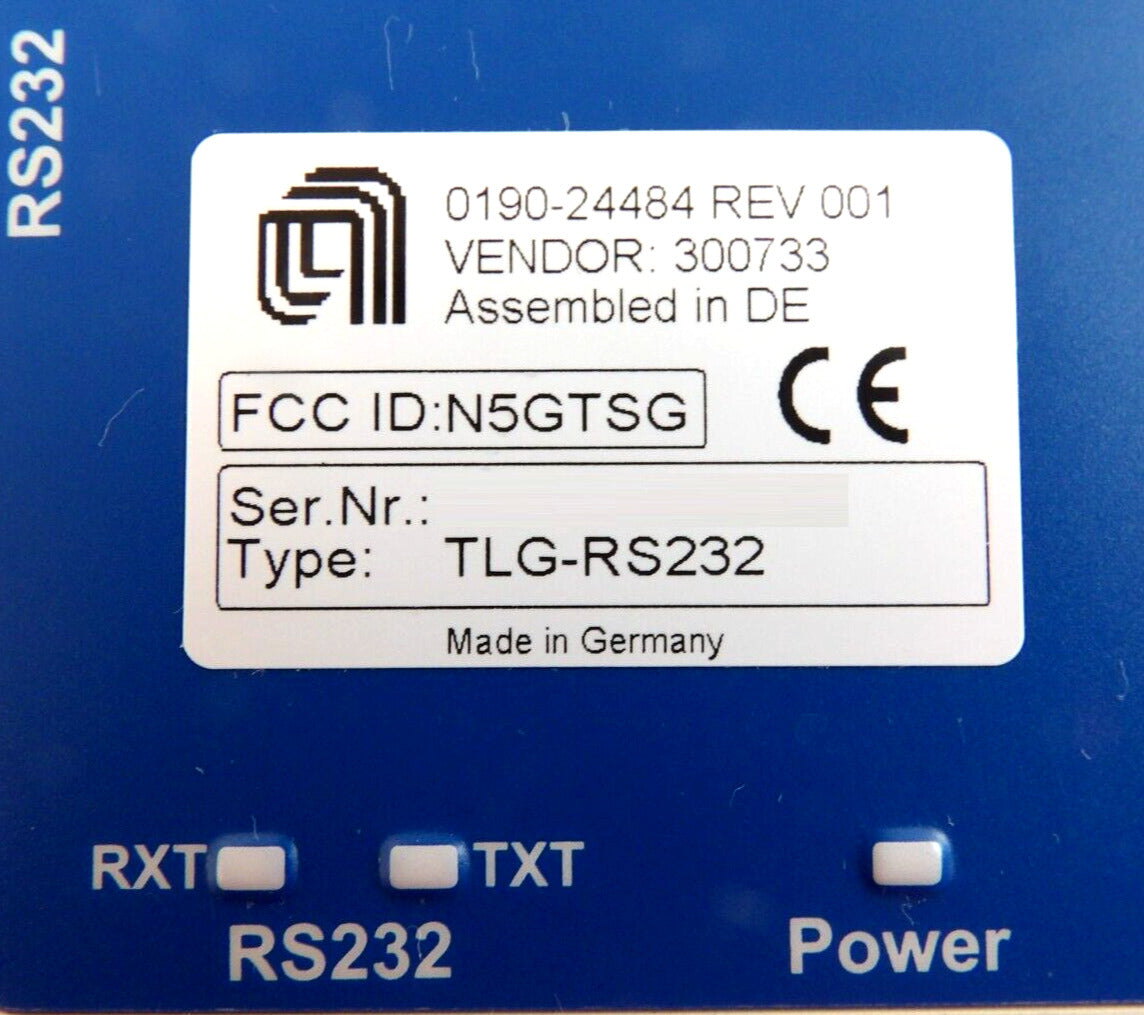 RS232
0190-24484 REV 001
VENDOR: 300733
Assembled in DE
CE
FCC ID:N5GTSG
Ser.Nr.:
Type: TLG-RS232
Made in Germany
RXT TXT
RS232 Power